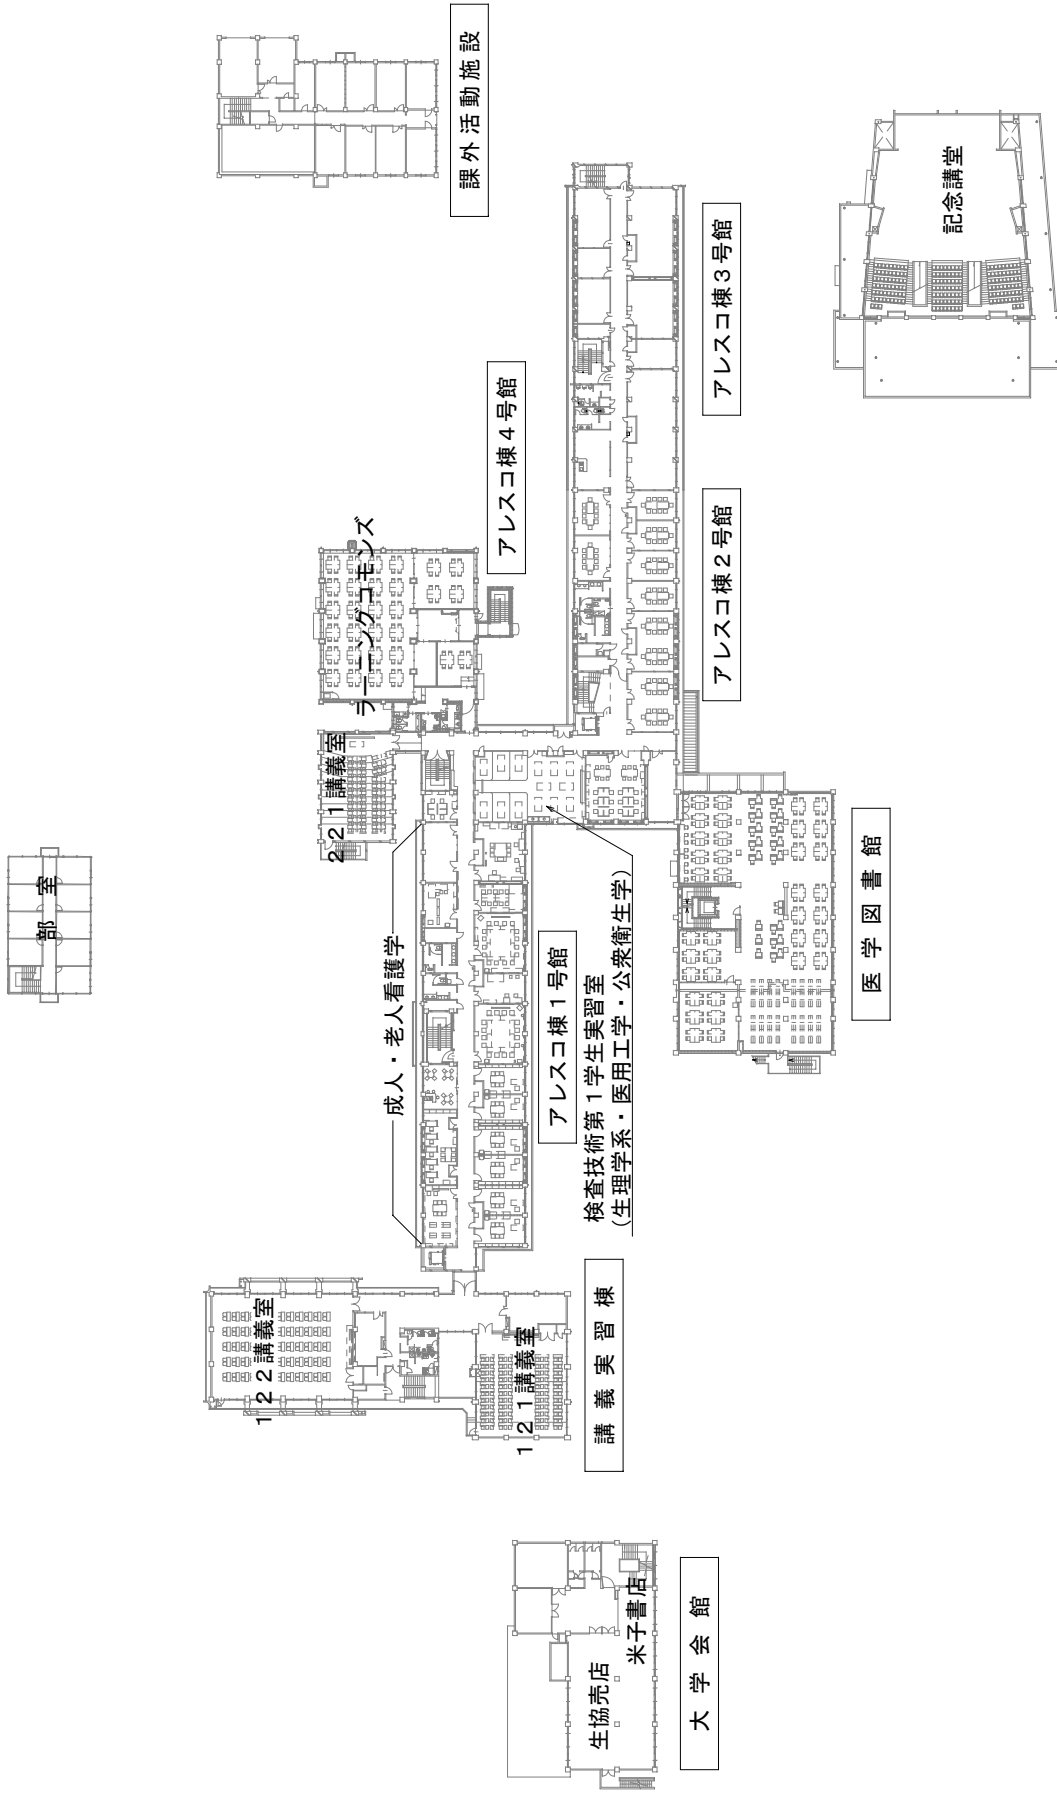 課外活動施設
記念講堂
アレスコ棟３号館
アレスコ棟４号館
アレスコ棟２号館
ラーニングコモンズ
２２１講義室
部　室
医学図書館
成人・老人看護学
アレスコ棟１号館
検査技術第１学生実習室
（生理学系・医用工学・公衆衛生学）
１２２講義室
１２１講義室
講義実習棟
米子書店
生協売店
大学会館